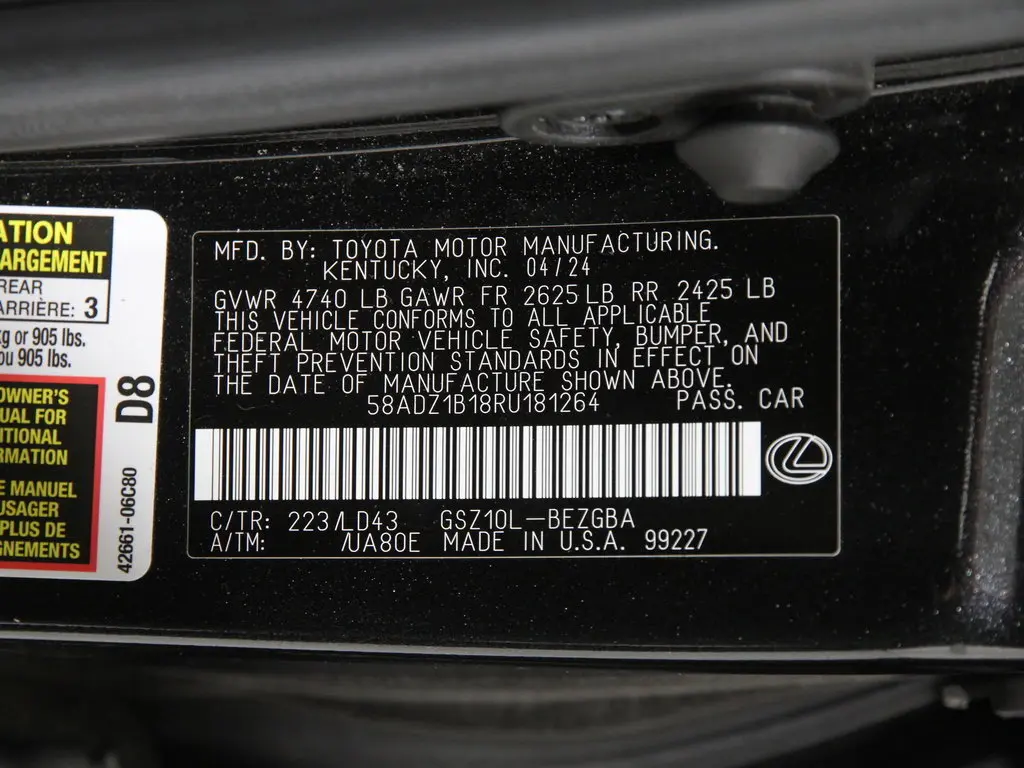 ATION
ARGEMENT
REAR
ARRIÈRE: 3
kg or 905 lbs.
ou 905 lbs.
OWNER'S
UAL FOR
ITIONAL
RMATION
E MANUEL
USAGER
PLUS DE
GNEMENTS
D8
42661-06C80
MFD. BY: TOYOTA MOTOR MANUFACTURING.
KENTUCKY, INC. 04/24
GVWR 4740 LB GAWR FR 2625 LB RR 2425 LB
THIS VEHICLE CONFORMS TO ALL APPLICABLE
FEDERAL MOTOR VEHICLE SAFETY, BUMPER, AND
THEFT PREVENTION STANDARDS IN EFFECT ON
THE DATE OF MANUFACTURE SHOWN ABOVE.
58ADZ1B18RU181264 PASS. CAR
C/TR: 223/LD43 GSZ10L-BEZGBA
A/TM: /UA80E MADE IN U.S.A. 99227